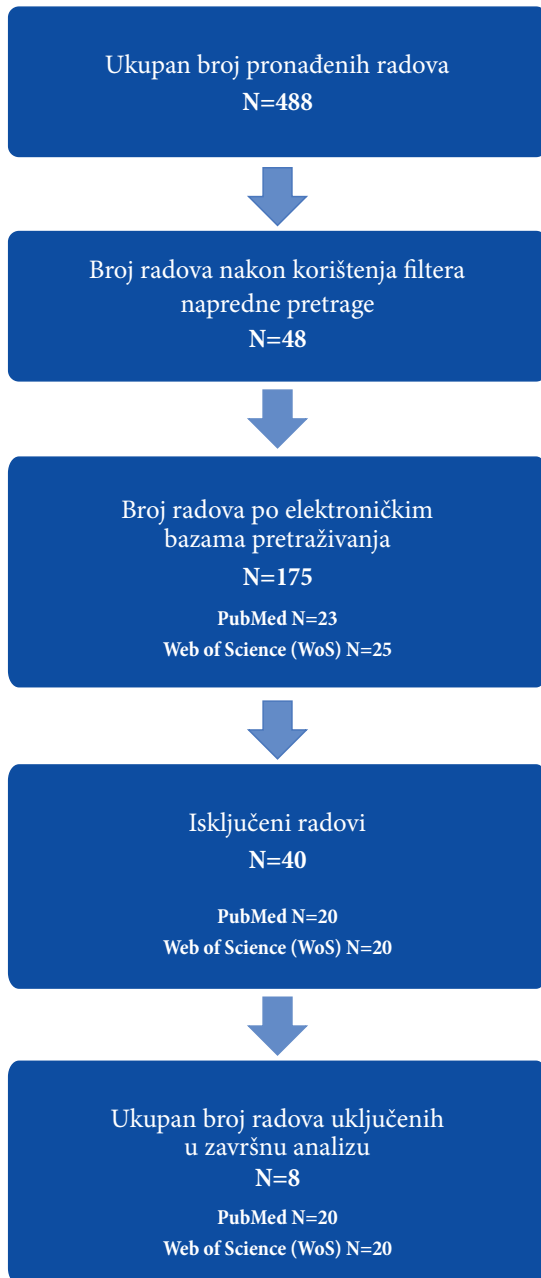 Ukupan broj pronađenih radova
N=488
Broj radova nakon korištenja filtera
napredne pretrage
N=48
Broj radova po elektroničkim
bazama pretraživanja
N=175
PubMed N=23
Web of Science (WoS) N=25
Isključeni radovi
N=40
PubMed N=20
Web of Science (WoS) N=20
Ukupan broj radova uključenih
u završnu analizu
N=8
PubMed N=20
Web of Science (WoS) N=20